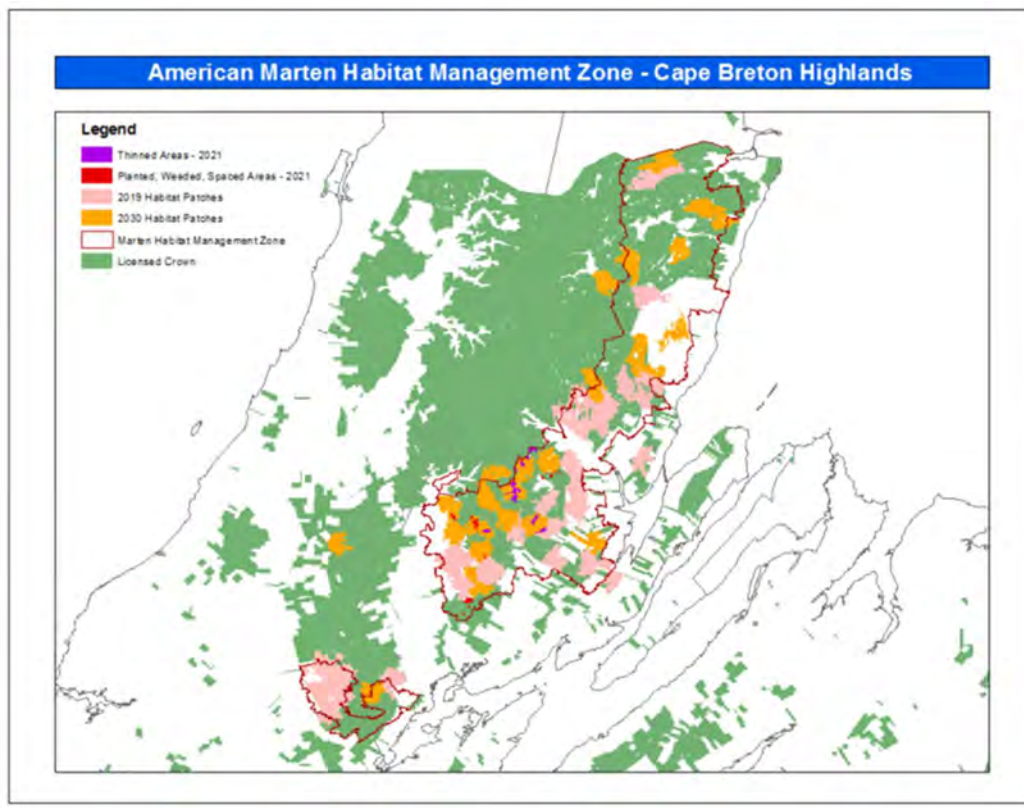 American Marten Habitat Management Zone - Cape Breton Highlands
Legend
Thinned Areas - 2021
Planted, Weeded, Spaced Areas - 2021
2019 Habitat Patches
2030 Habitat Patches
Marten Habitat Management Zone
Licensed Crown